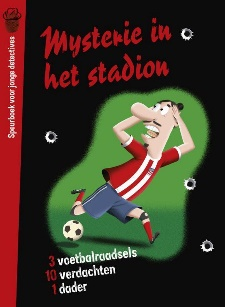 Mysterie in
het stadion
Speurboek voor jonge detectives
3 voetbalraadsels
10 verdachten
1 dader